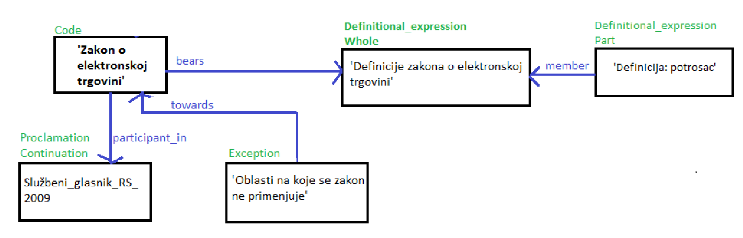 Code
'Zakon o
elektronskoj
trgovini'
bears
Definitional_expression
Whole
'Definicije zakona o elektronskoj
trgovini'
member
Definitional_expression
Part
'Definicija: potrosac'
towards
participant_in
Proclamation
Continuation
Službeni_glasnik_RS_
2009
Exception
'Oblasti na koje se zakon
ne primenjuje'